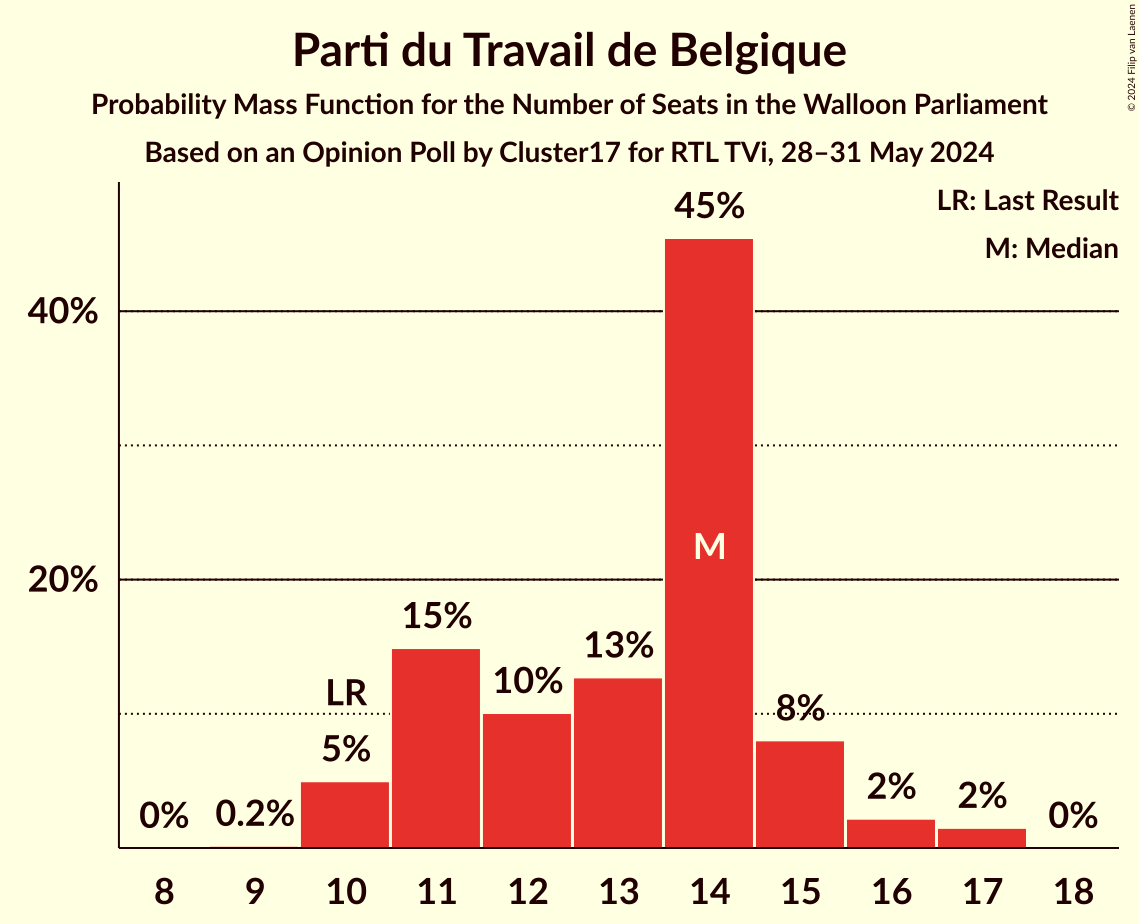 Parti du Travail de Belgique
Probability Mass Function for the Number of Seats in the Walloon Parliament
Based on an Opinion Poll by Cluster17 for RTL TVi, 28–31 May 2024
© 2024 Filip van Laenen
LR: Last Result
M: Median
40%
20%
0%
0.2%
LR
5%
15%
10%
13%
45%
M
8%
2%
2%
0%
8 9 10 11 12 13 14 15 16 17 18